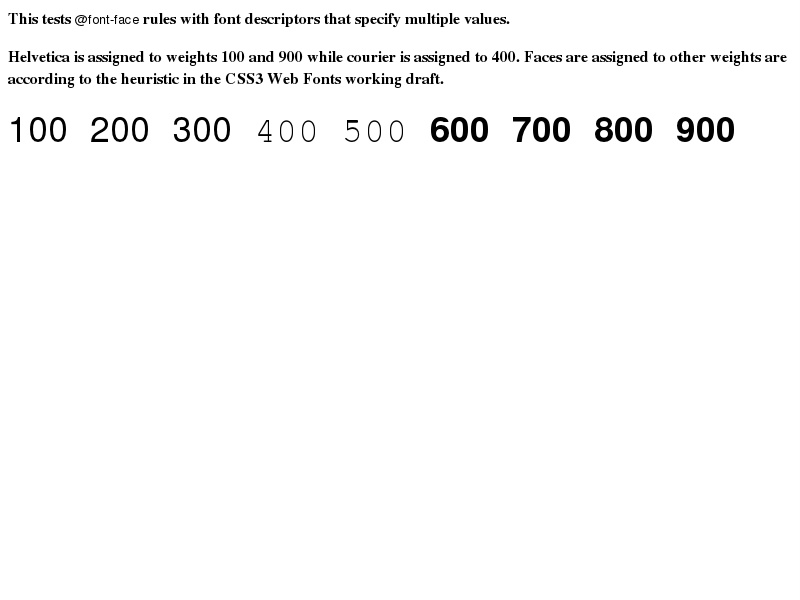 This tests @font-face rules with font descriptors that specify multiple values.
Helvetica is assigned to weights 100 and 900 while courier is assigned to 400. Faces are assigned to other weights are
according to the heuristic in the CSS3 Web Fonts working draft.
100 200 300 400 500 600 700 800 900